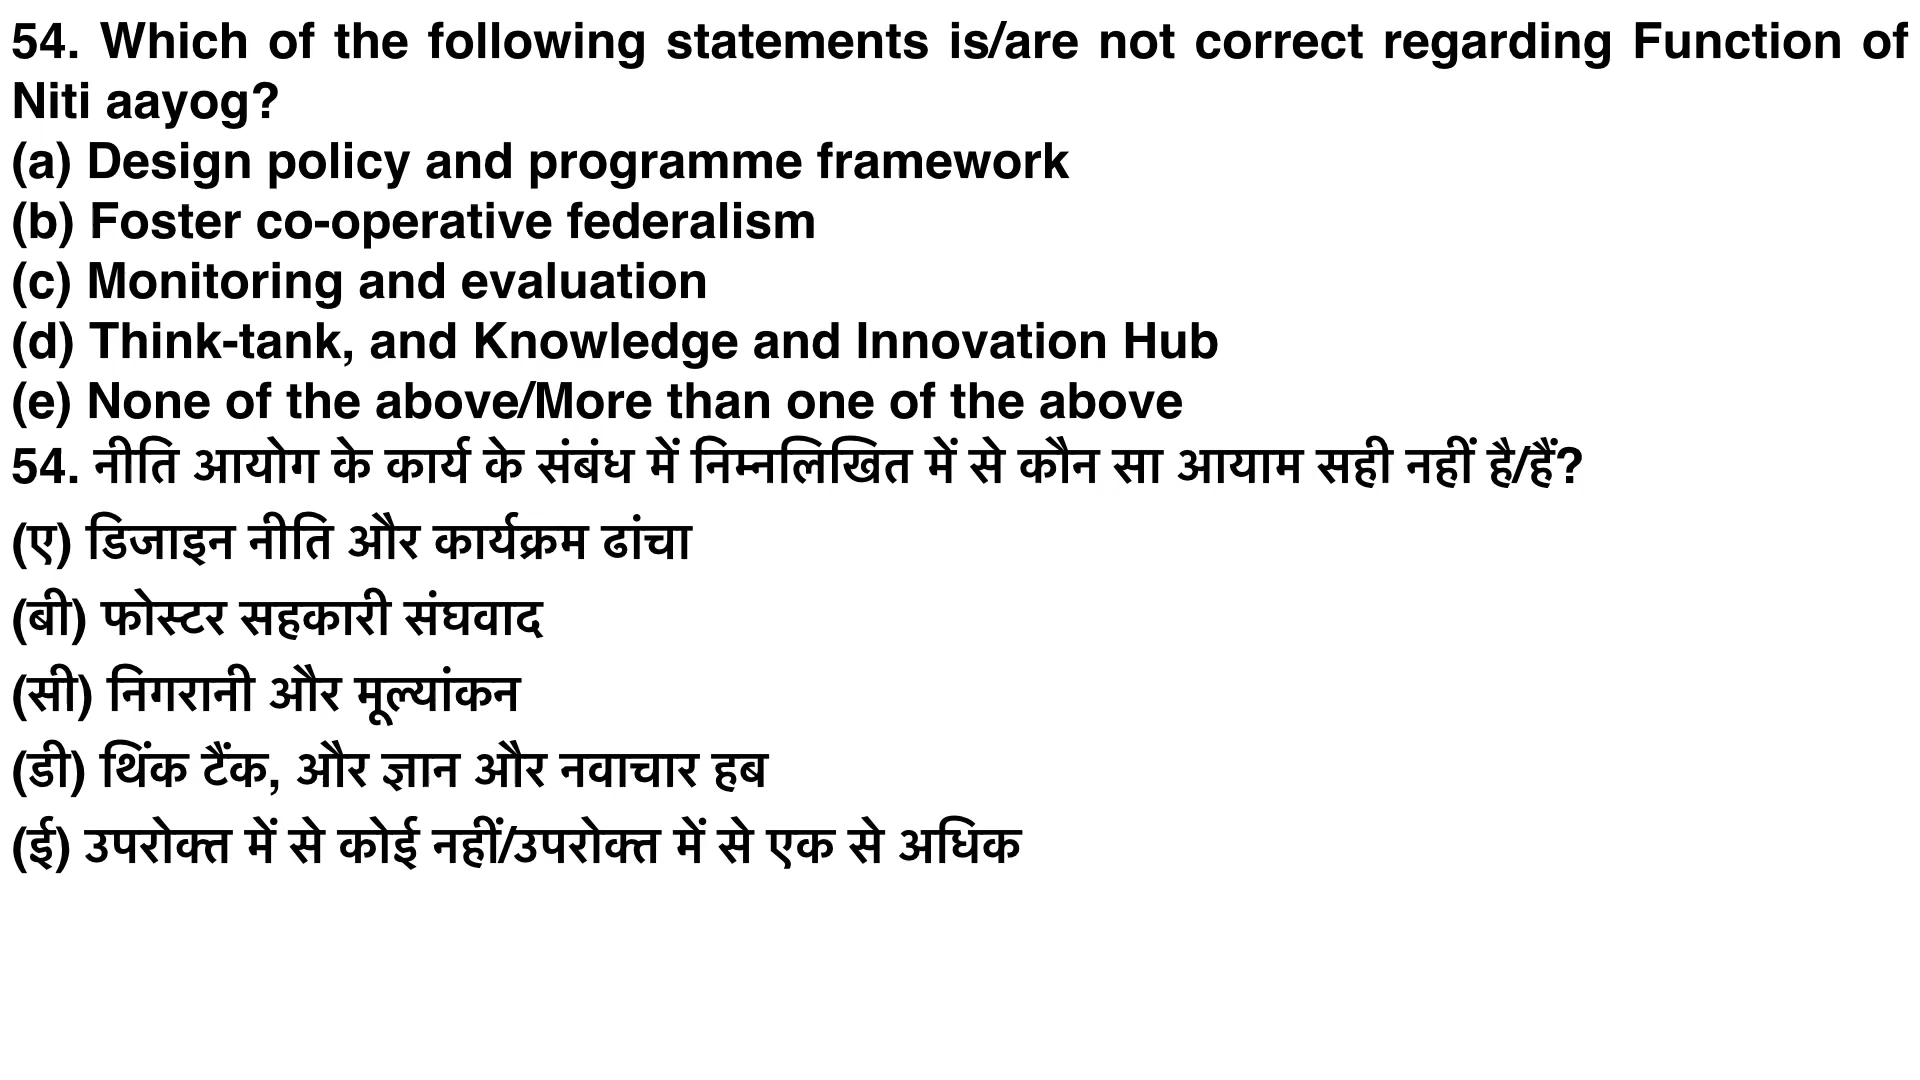 54. Which of the following statements is/are not correct regarding Function of
Niti aayog?
(a) Design policy and programme framework
(b) Foster co-operative federalism
(c) Monitoring and evaluation
(d) Think-tank, and Knowledge and Innovation Hub
(e) None of the above/More than one of the above
54. नीति आयोग के कार्य के संबंध में निम्नलिखित में से कौन सा आयाम सही नहीं है/हैं?
(ए) डिजाइन नीति और कार्यक्रम ढांचा
(बी) फोस्टर सहकारी संघवाद
(सी) निगरानी और मूल्यांकन
(डी) थिंक टैंक, और ज्ञान और नवाचार हब
(ई) उपरोक्त में से कोई नहीं/उपरोक्त में से एक से अधिक